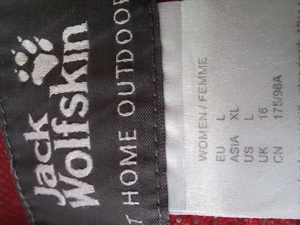 Jack
Wolfskin
T HOME OUTDOOR
WOMEN / FEMME
EU L
ASIA XL
US L
UK 16
CN 175/96A